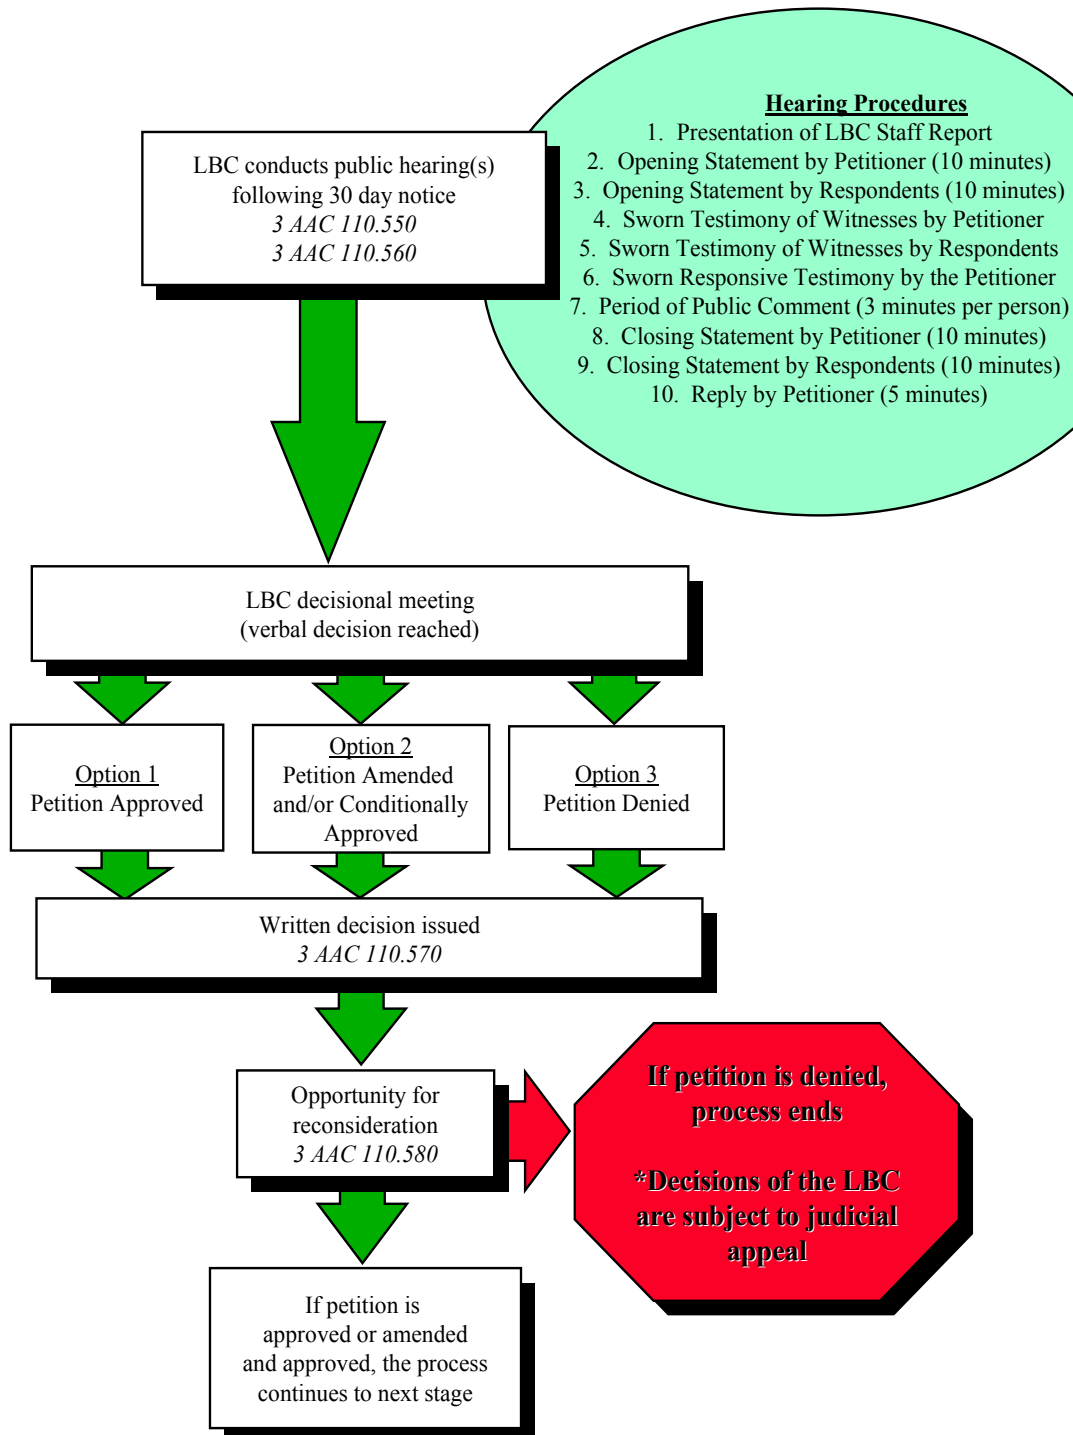 Hearing Procedures
1. Presentation of LBC Staff Report
2. Opening Statement by Petitioner (10 minutes)
3. Opening Statement by Respondents (10 minutes)
4. Sworn Testimony of Witnesses by Petitioner
5. Sworn Testimony of Witnesses by Respondents
6. Sworn Responsive Testimony by the Petitioner
7. Period of Public Comment (3 minutes per person)
8. Closing Statement by Petitioner (10 minutes)
9. Closing Statement by Respondents (10 minutes)
10. Reply by Petitioner (5 minutes)
LBC conducts public hearing(s)
following 30 day notice
3 AAC 110.550
3 AAC 110.560
LBC decisional meeting
(verbal decision reached)
Option 1
Petition Approved
Option 2
Petition Amended
and/or Conditionally
Approved
Option 3
Petition Denied
Written decision issued
3 AAC 110.570
Opportunity for
reconsideration
3 AAC 110.580
If petition is denied,
process ends
*Decisions of the LBC
are subject to judicial
appeal
If petition is
approved or amended
and approved, the process
continues to next stage